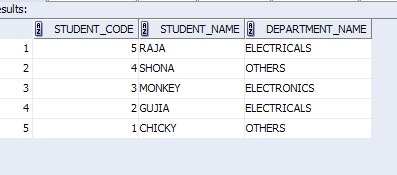 esults:
STUDENT_CODE STUDENT_NAME DEPARTMENT_NAME
1 5 RAJA ELECTRICALS
2 4 SHONA OTHERS
3 3 MONKEY ELECTRONICS
4 2 GUJIA ELECTRICALS
5 1 CHICKY OTHERS